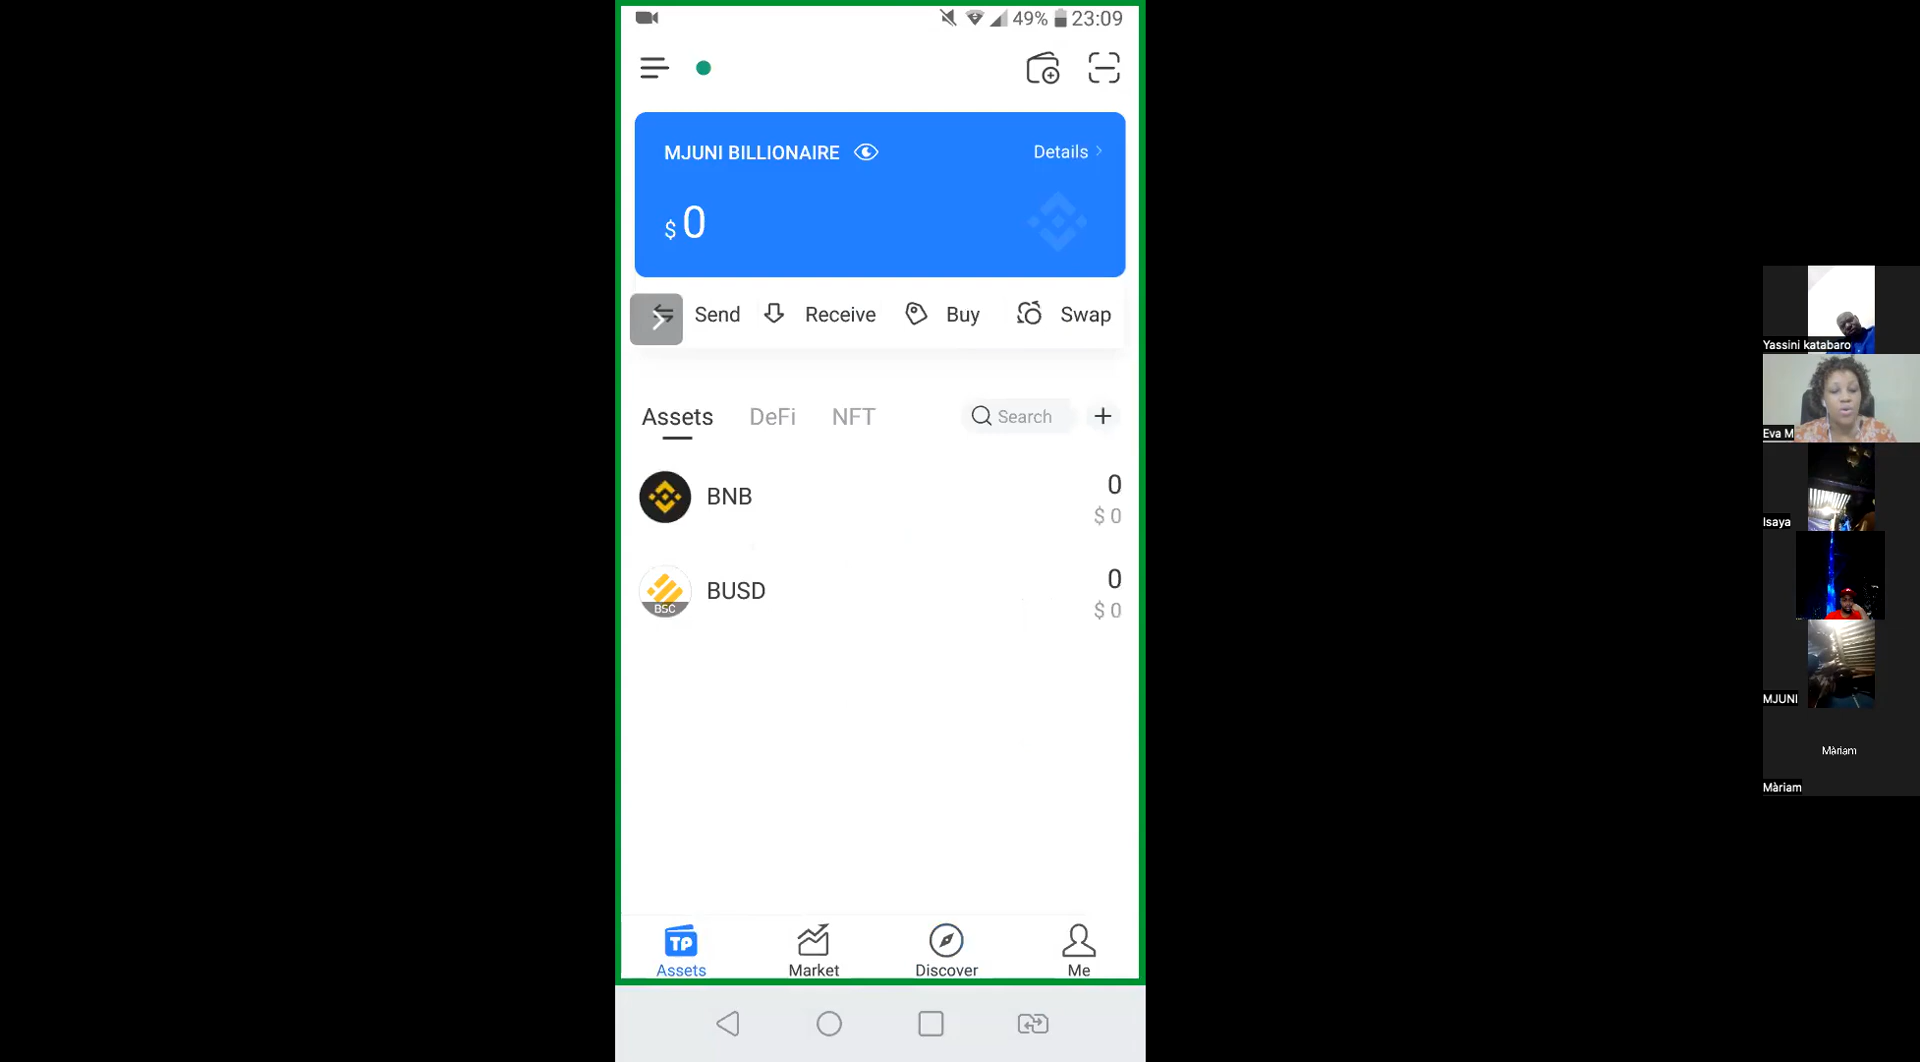 49% 23:09
MJUNI BILLIONAIRE
Details
$ 0
Send Receive Buy Swap
Assets DeFi NFT Search
BNB
0
$ 0
BSC
BUSD
0
$ 0
TP
Assets Market Discover Me
Yassini katabaro
Eva M
Isaya
MJUNI
Màriam
Màriam